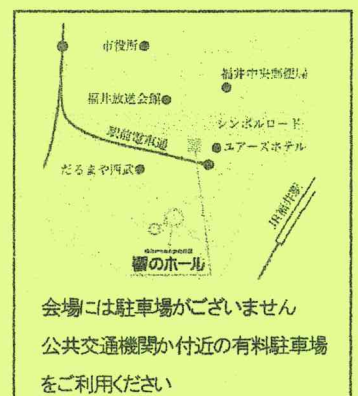 市役所
福井中央郵便局
福井放送会館
シンボルロード
駅前電車通
ユアーズホテル
だるまや西武
JR福井駅
響のホール
会場には駐車場がございません
公共交通機関か付近の有料駐車場
をご利用ください